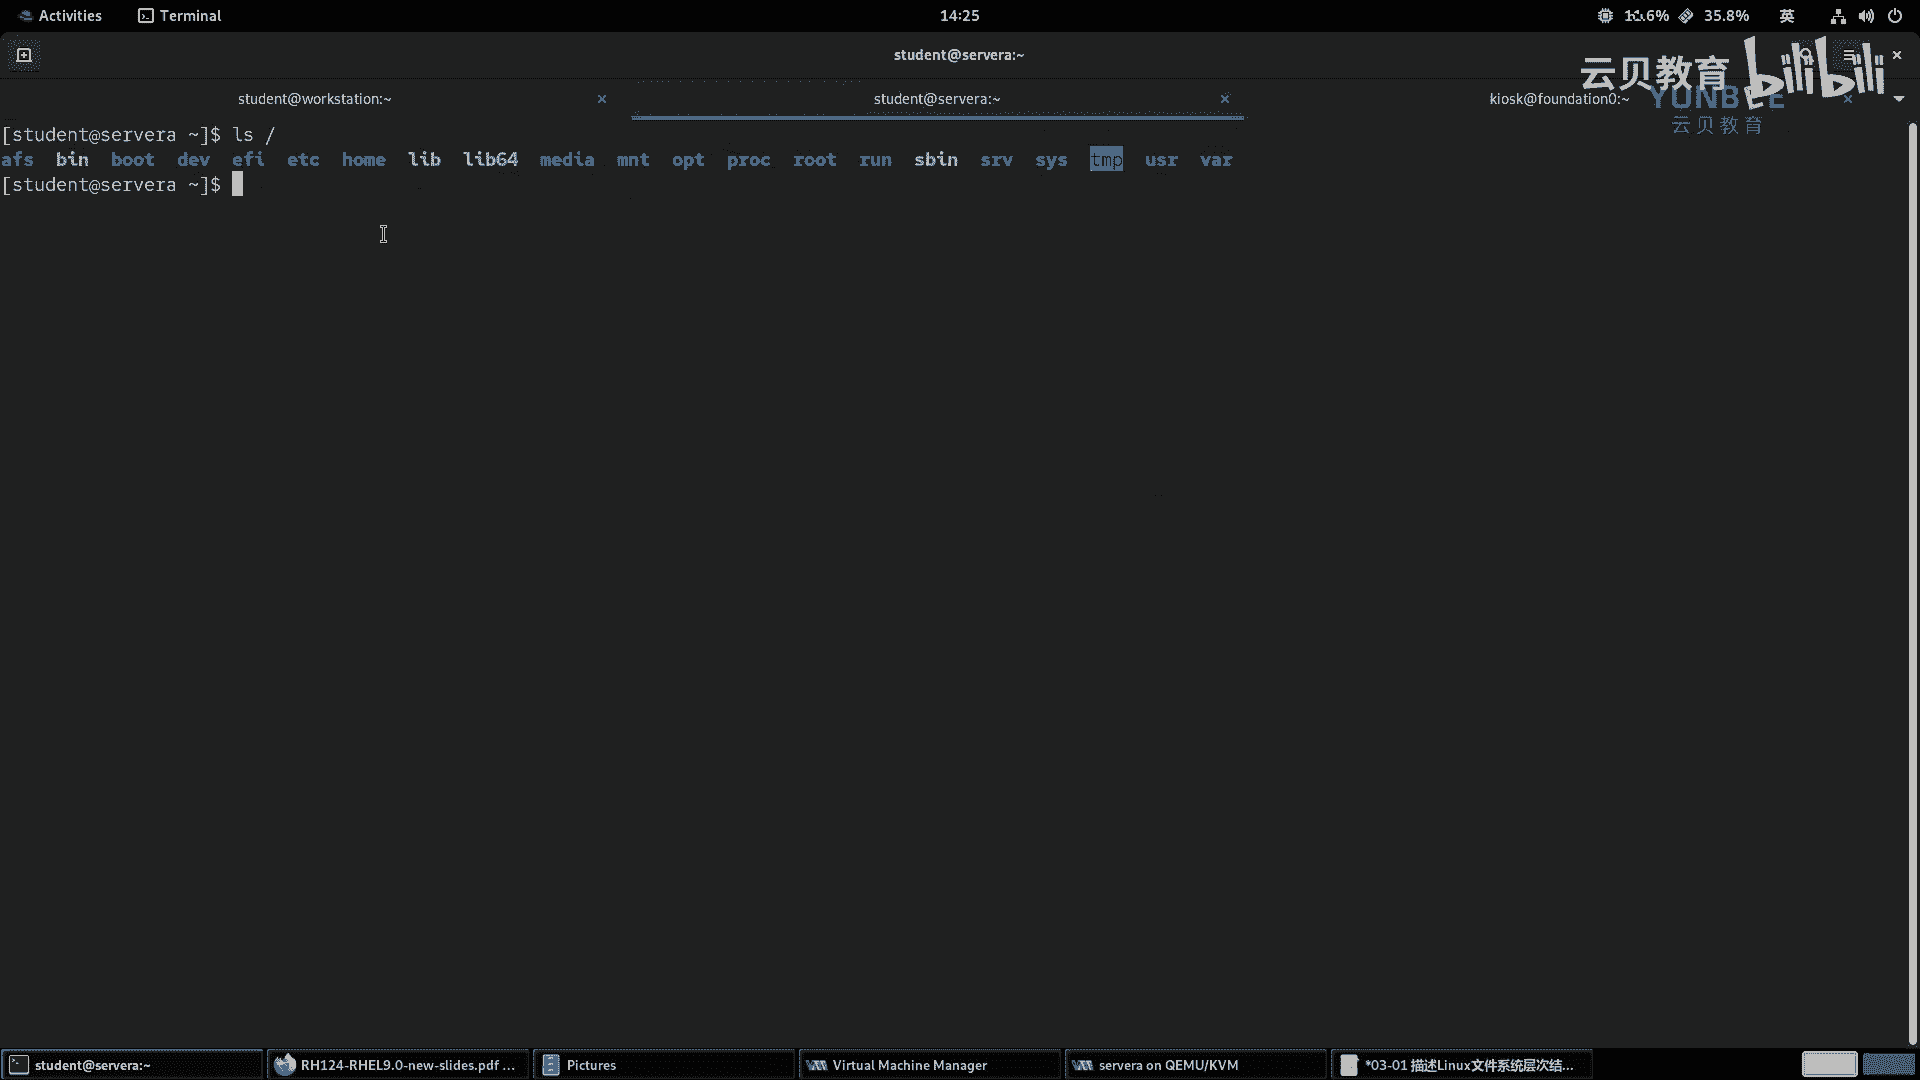 Activities Terminal 14:25 35.8% 英
student@servera:~
云贝教育 bilibili
student@workstation:~ student@servera:~ kiosk@foundation0:~
云贝教育
[student@servera ~]$ ls /
afs bin boot dev efi etc home lib lib64 media mnt opt proc root run sbin srv sys tmp usr var
[student@servera ~]$
student@servera:~ RH124-RHEL9.0-new-slides.pdf ... Pictures Virtual Machine Manager servera on QEMU/KVM *03-01 描述Linux文件系统层次结...